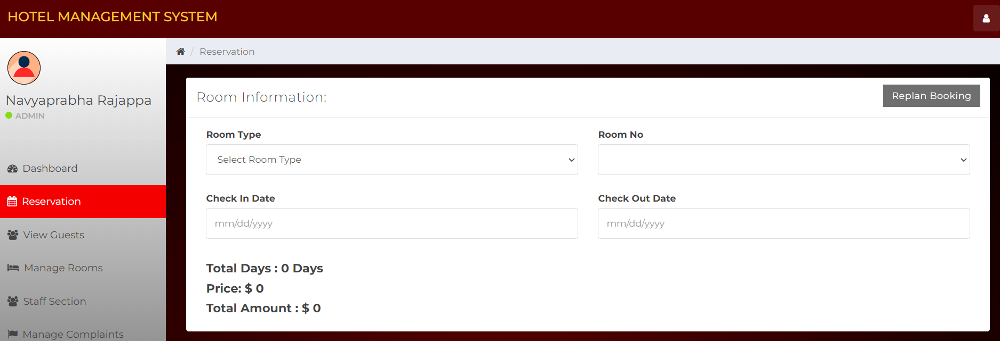 HOTEL MANAGEMENT SYSTEM
Navyaprabha Rajappa
ADMIN
Dashboard
Reservation
View Guests
Manage Rooms
Staff Section
Manage Complaints
/ Reservation
Room Information:
Replan Booking
Room Type
Select Room Type
Room No
Check In Date
mm/dd/yyyy
Check Out Date
mm/dd/yyyy
Total Days : 0 Days
Price: $ 0
Total Amount : $ 0